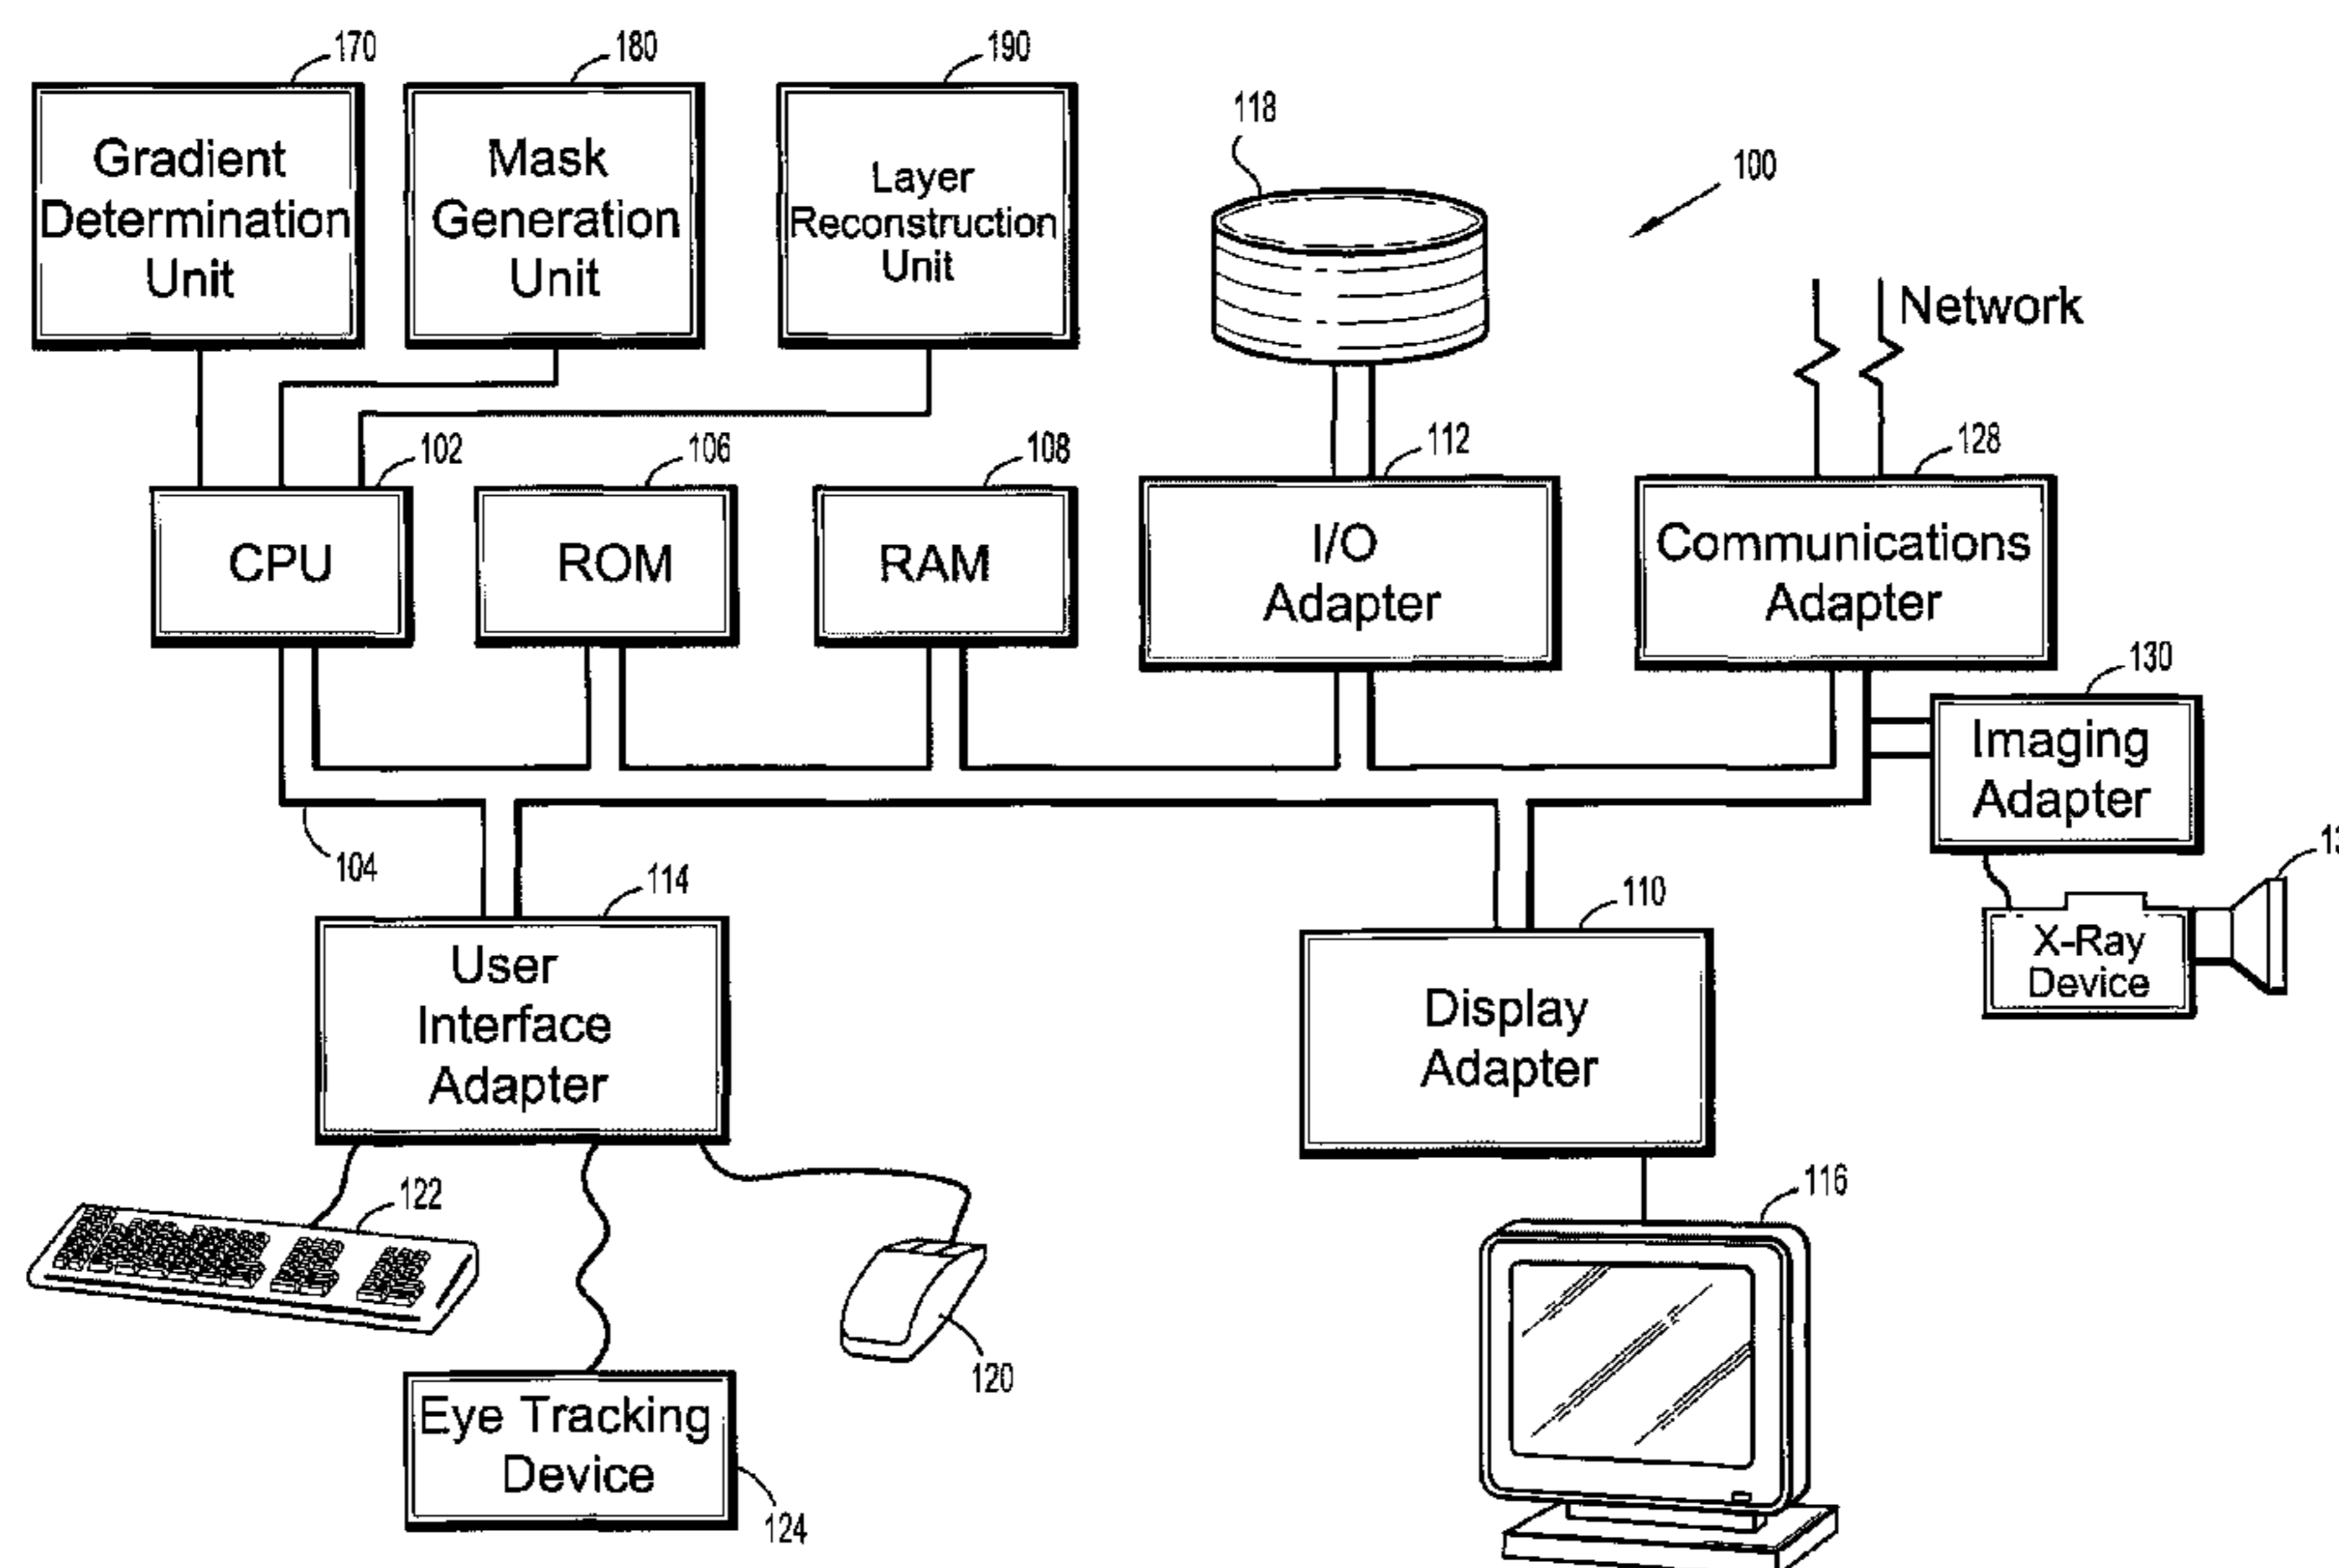 170
180
190
Gradient
Determination
Unit
Mask
Generation
Unit
Layer
Reconstruction
Unit
118
100
Network
102
106
108
112
128
CPU
ROM
RAM
I/O
Adapter
Communications
Adapter
130
Imaging
Adapter
104
114
110
User
Interface
Adapter
Display
Adapter
X-Ray
Device
122
116
120
Eye Tracking
Device
124